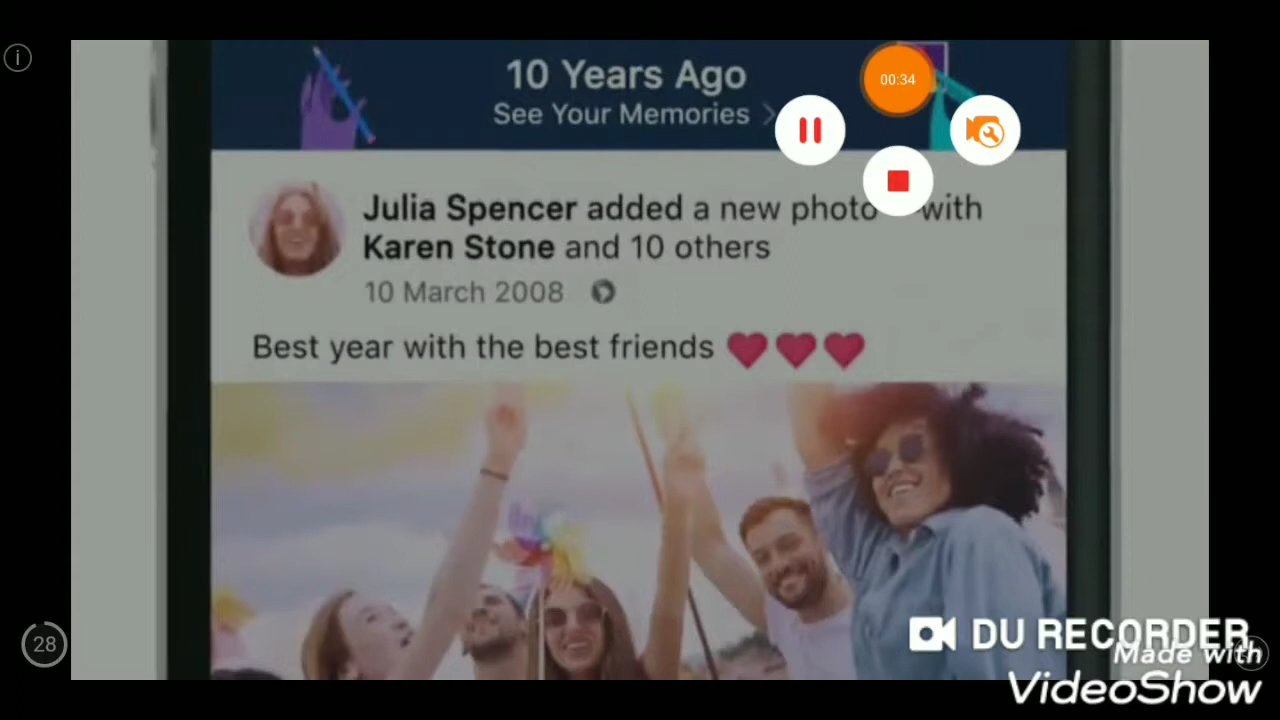 10 Years Ago
See Your Memories
00:34
Julia Spencer added a new photo with
Karen Stone and 10 others
10 March 2008
Best year with the best friends ❤❤❤
28
DU RECORDER
Made with
VideoShow